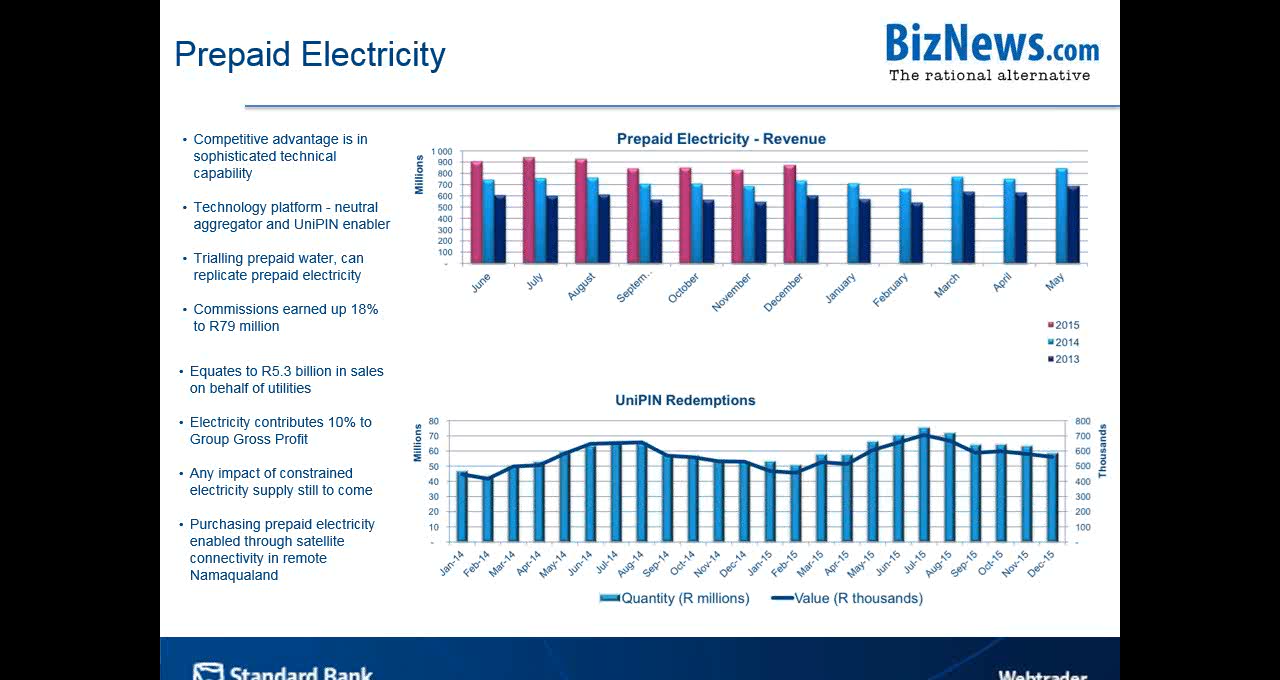 Prepaid Electricity
BizNews.com
The rational alternative
• Competitive advantage is in
sophisticated technical
capability
• Technology platform - neutral
aggregator and UniPIN enabler
• Trialling prepaid water, can
replicate prepaid electricity
• Commissions earned up 18%
to R79 million
• Equates to R5.3 billion in sales
on behalf of utilities
• Electricity contributes 10% to
Group Gross Profit
• Any impact of constrained
electricity supply still to come
• Purchasing prepaid electricity
enabled through satellite
connectivity in remote
Namaqualand
Prepaid Electricity - Revenue
Millions
1 000
900
800
700
600
500
400
300
200
100
-
June
July
August
Septem..
October
November
December
January
February
March
April
May
2015
2014
2013
UniPIN Redemptions
Millions
80
70
60
50
40
30
20
10
-
800
700
600
500
400
300
200
100
-
Thousands
Jan-14
Feb-14
Mar-14
Apr-14
May-14
Jun-14
Jul-14
Aug-14
Sep-14
Oct-14
Nov-14
Dec-14
Jan-15
Feb-15
Mar-15
Apr-15
May-15
Jun-15
Jul-15
Aug-15
Sep-15
Oct-15
Nov-15
Dec-15
Quantity (R millions)
Value (R thousands)
Standard Bank
Webtrader